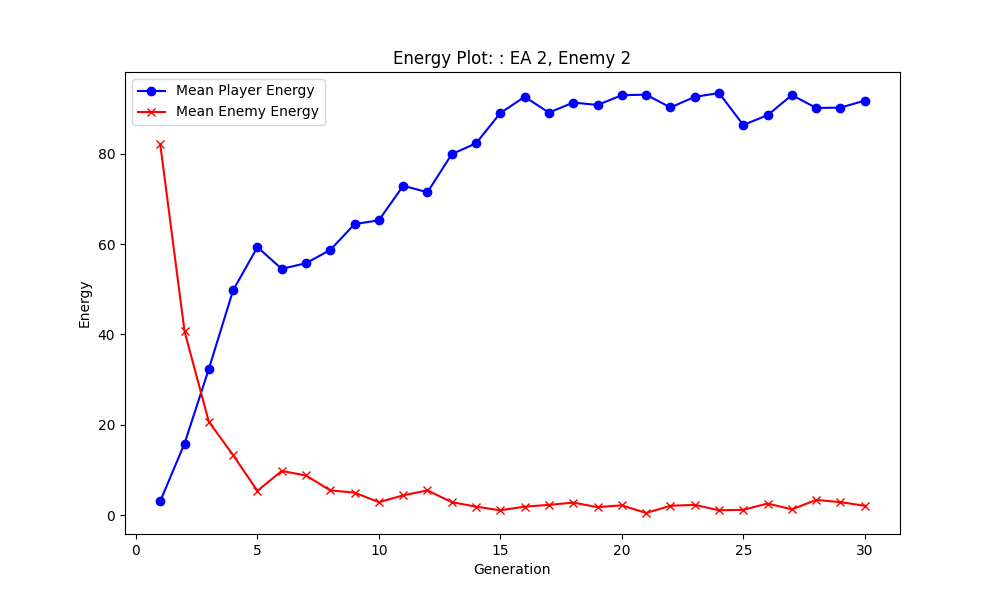 Energy Plot: : EA 2, Enemy 2
Mean Player Energy
Mean Enemy Energy
Energy
80
60
40
20
0
0 5 10 15 20 25 30
Generation